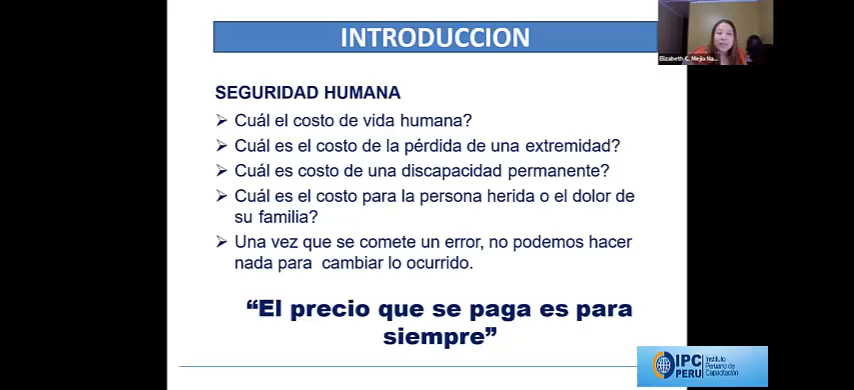 INTRODUCCION
Elizabeth C. Mejía Na...
SEGURIDAD HUMANA
➢ Cuál el costo de vida humana?
➢ Cuál es el costo de la pérdida de una extremidad?
➢ Cuál es costo de una discapacidad permanente?
➢ Cuál es el costo para la persona herida o el dolor de
su familia?
➢ Una vez que se comete un error, no podemos hacer
nada para cambiar lo ocurrido.
“El precio que se paga es para
siempre”
IPC
PERU
Instituto
Peruano de
Capacitación